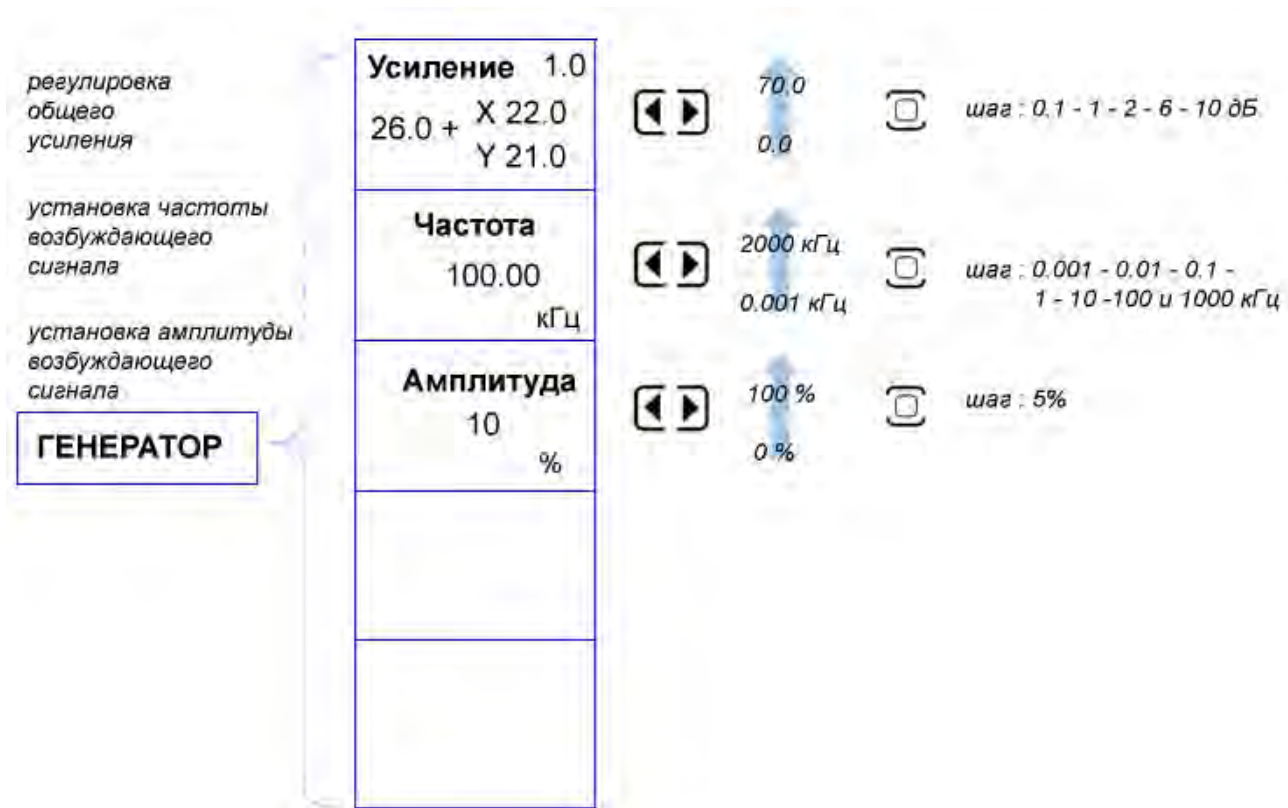 регулировка
общего
усиления
Усиление 1.0
26.0 + X 22.0
Y 21.0
70.0
0.0
шаг : 0.1 - 1 - 2 - 6 - 10 дБ
установка частоты
возбуждающего
сигнала
Частота
100.00
кГц
2000 кГц
0.001 кГц
шаг : 0.001 - 0.01 - 0.1 -
1 - 10 -100 и 1000 кГц
установка амплитуды
возбуждающего
сигнала
Амплитуда
10
%
100 %
0 %
шаг : 5%
ГЕНЕРАТОР